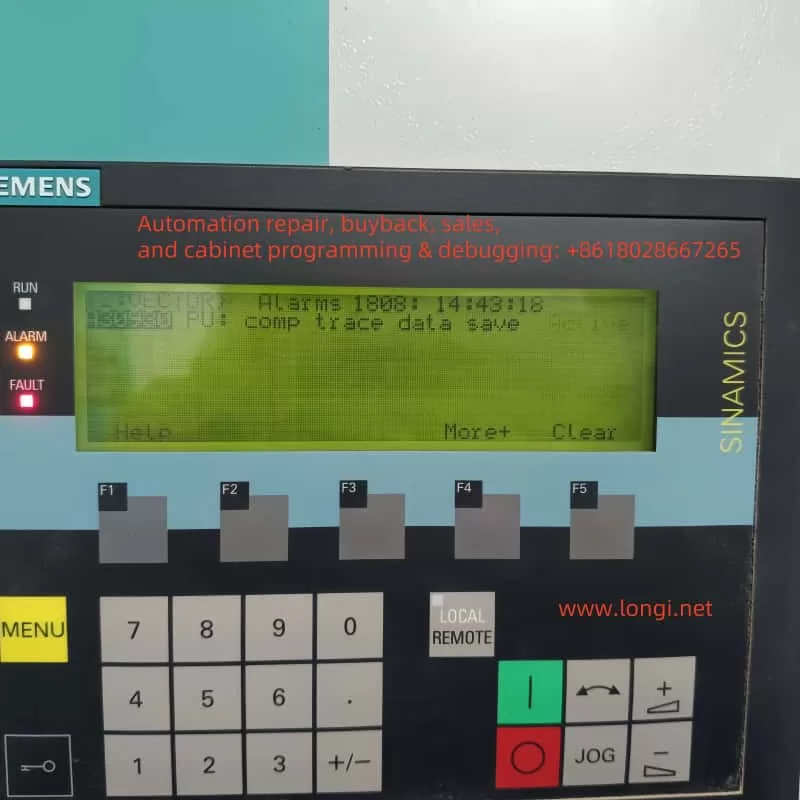 EMENS
Automation repair, buyback, sales,
and cabinet programming & debugging: +8618028667265
RUN
ALARM
FAULT
VECTOR> Alarms 1808: 14:43:18
PU: comp trace data save Active
Help More+ Clear
SINAMICS
F1 F2 F3 F4 F5
MENU
7 8 9 0
LOCAL
REMOTE
www.longi.net
4 5 6 .
1 2 3 +/-
JOG
+
-